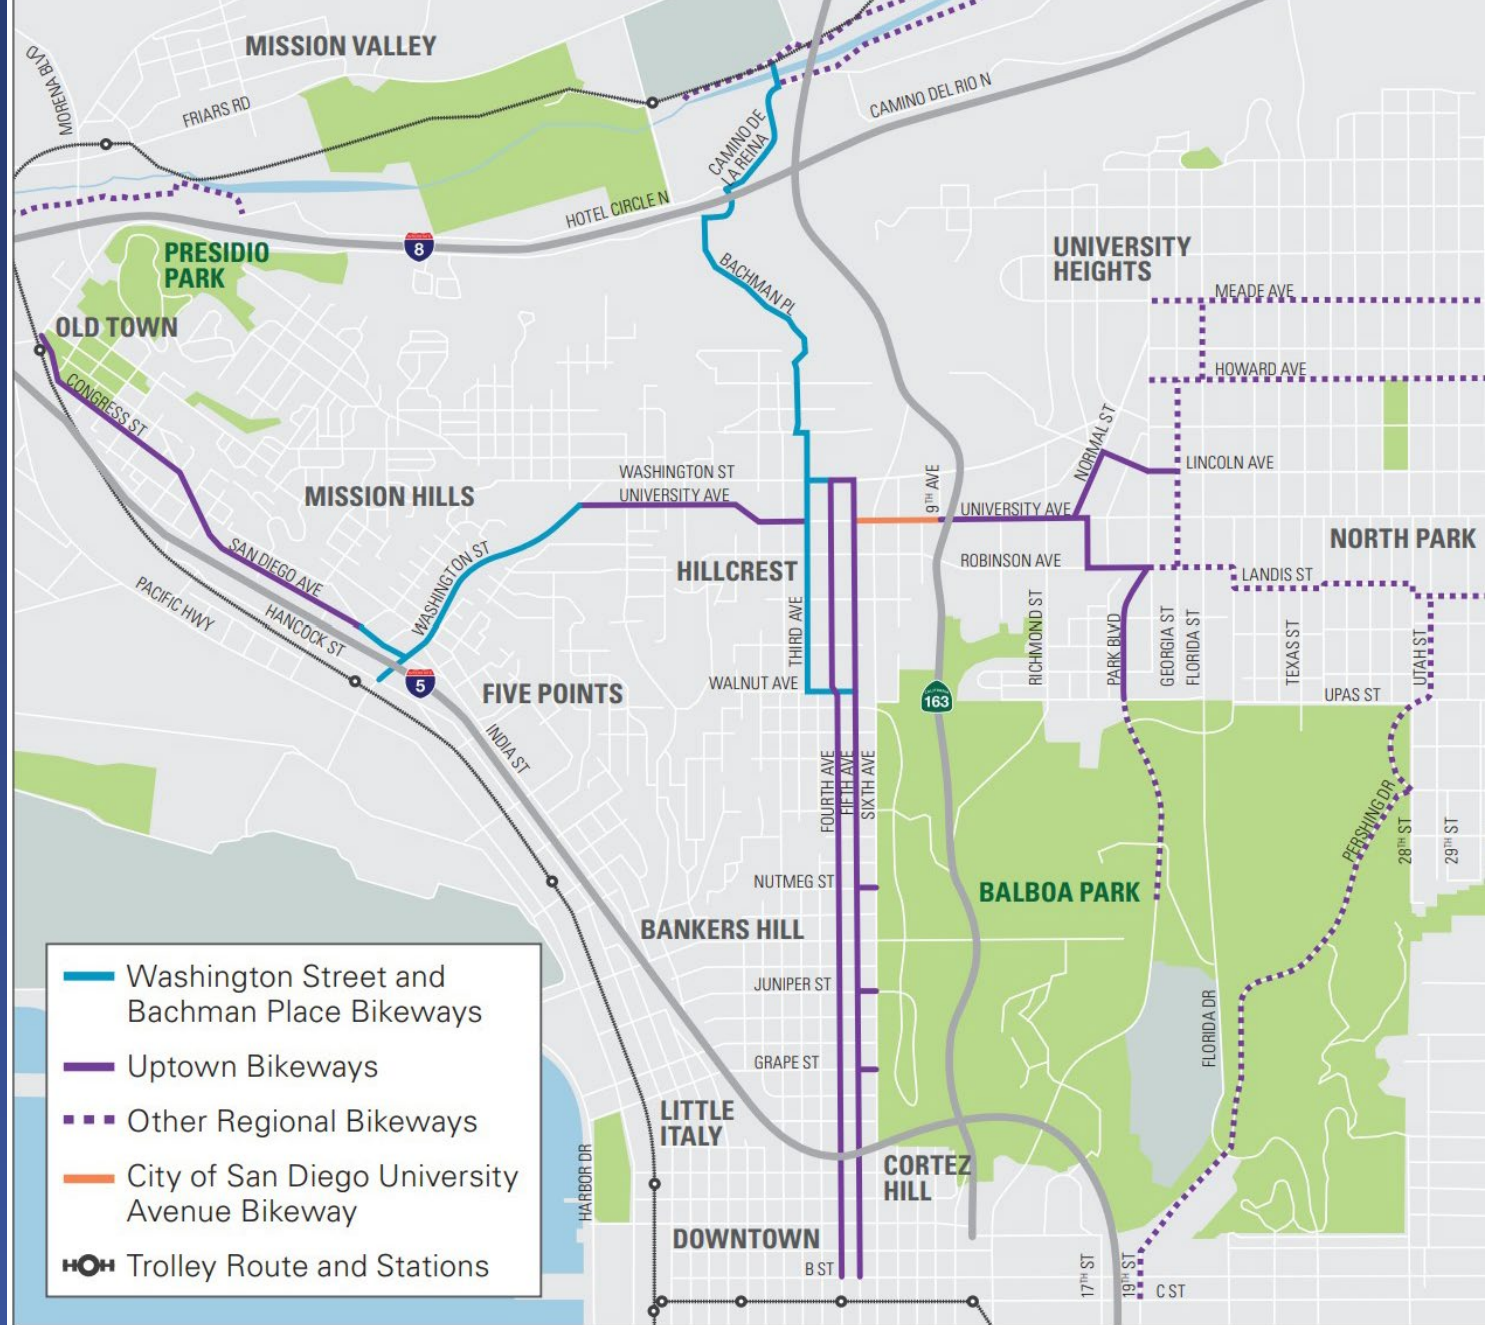 MISSION VALLEY
MORENA BLVD
FRIARS RD
CAMINO DEL RIO N
CAMINO DE
LA REINA
HOTEL CIRCLE N
8
PRESIDIO
PARK
UNIVERSITY
HEIGHTS
BACHMAN PL
MEADE AVE
OLD TOWN
HOWARD AVE
CONGRESS ST
NORMAL ST
LINCOLN AVE
WASHINGTON ST
UNIVERSITY AVE
9TH AVE
MISSION HILLS
UNIVERSITY AVE
NORTH PARK
SAN DIEGO AVE
WASHINGTON ST
HILLCREST
ROBINSON AVE
LANDIS ST
PACIFIC HWY
HANCOCK ST
THIRD AVE
RICHMOND ST
PARK BLVD
GEORGIA ST
FLORIDA ST
TEXAS ST
UTAH ST
5
FIVE POINTS
WALNUT AVE
CALIFORNIA
163
UPAS ST
INDIA ST
FOURTH AVE
FIFTH AVE
SIXTH AVE
PERSHING DR
28TH ST
29TH ST
NUTMEG ST
BALBOA PARK
BANKERS HILL
JUNIPER ST
FLORIDA DR
GRAPE ST
LITTLE
ITALY
HARBOR DR
CORTEZ
HILL
DOWNTOWN
B ST
17TH ST
19TH ST
C ST
Washington Street and
Bachman Place Bikeways
Uptown Bikeways
Other Regional Bikeways
City of San Diego University
Avenue Bikeway
Trolley Route and Stations